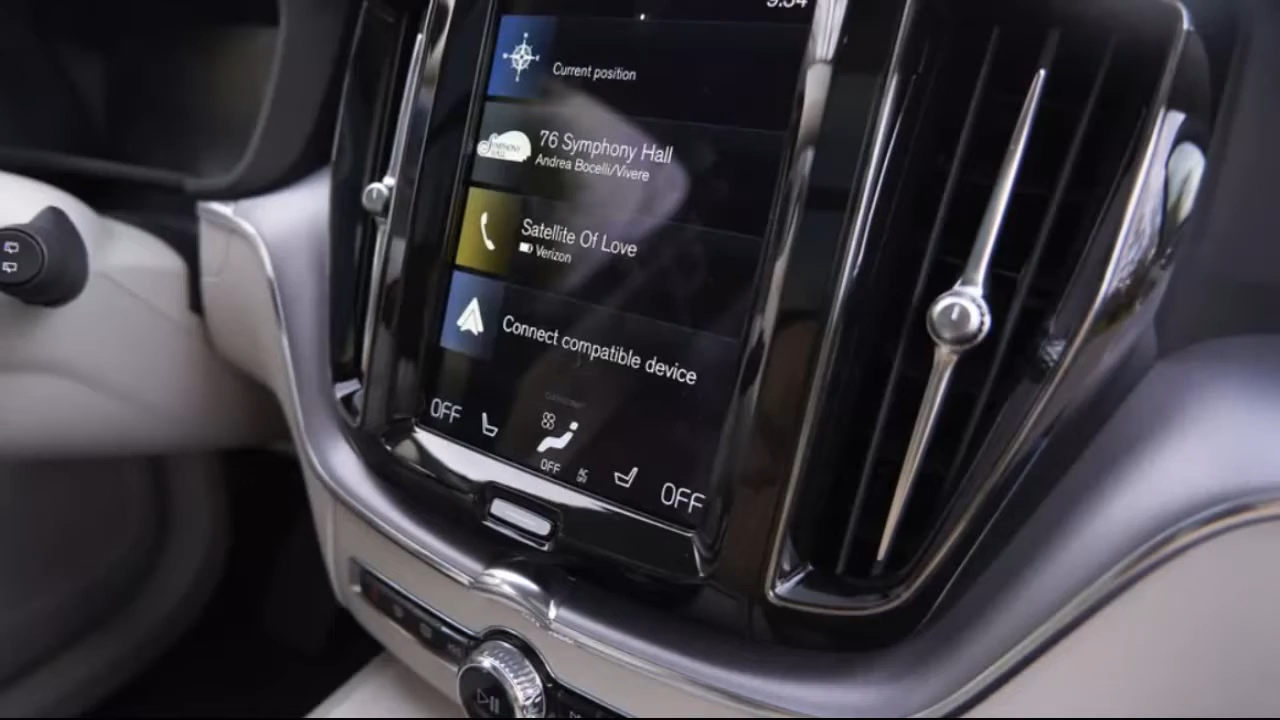 Current position
76 Symphony Hall
Andrea Bocelli/Vivere
Satellite Of Love
Verizon
Connect compatible device
OFF
OFF
OFF